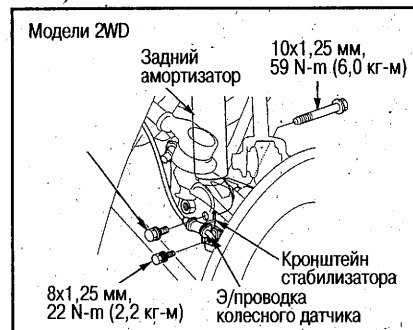 Модели 2WD
Задний
амортизатор
10x1,25 мм,
59 N-m (6,0 кг-м)
Кронштейн
стабилизатора
8x1,25 мм,
22 N-m (2,2 кг-м)
Э/проводка
колесного датчика